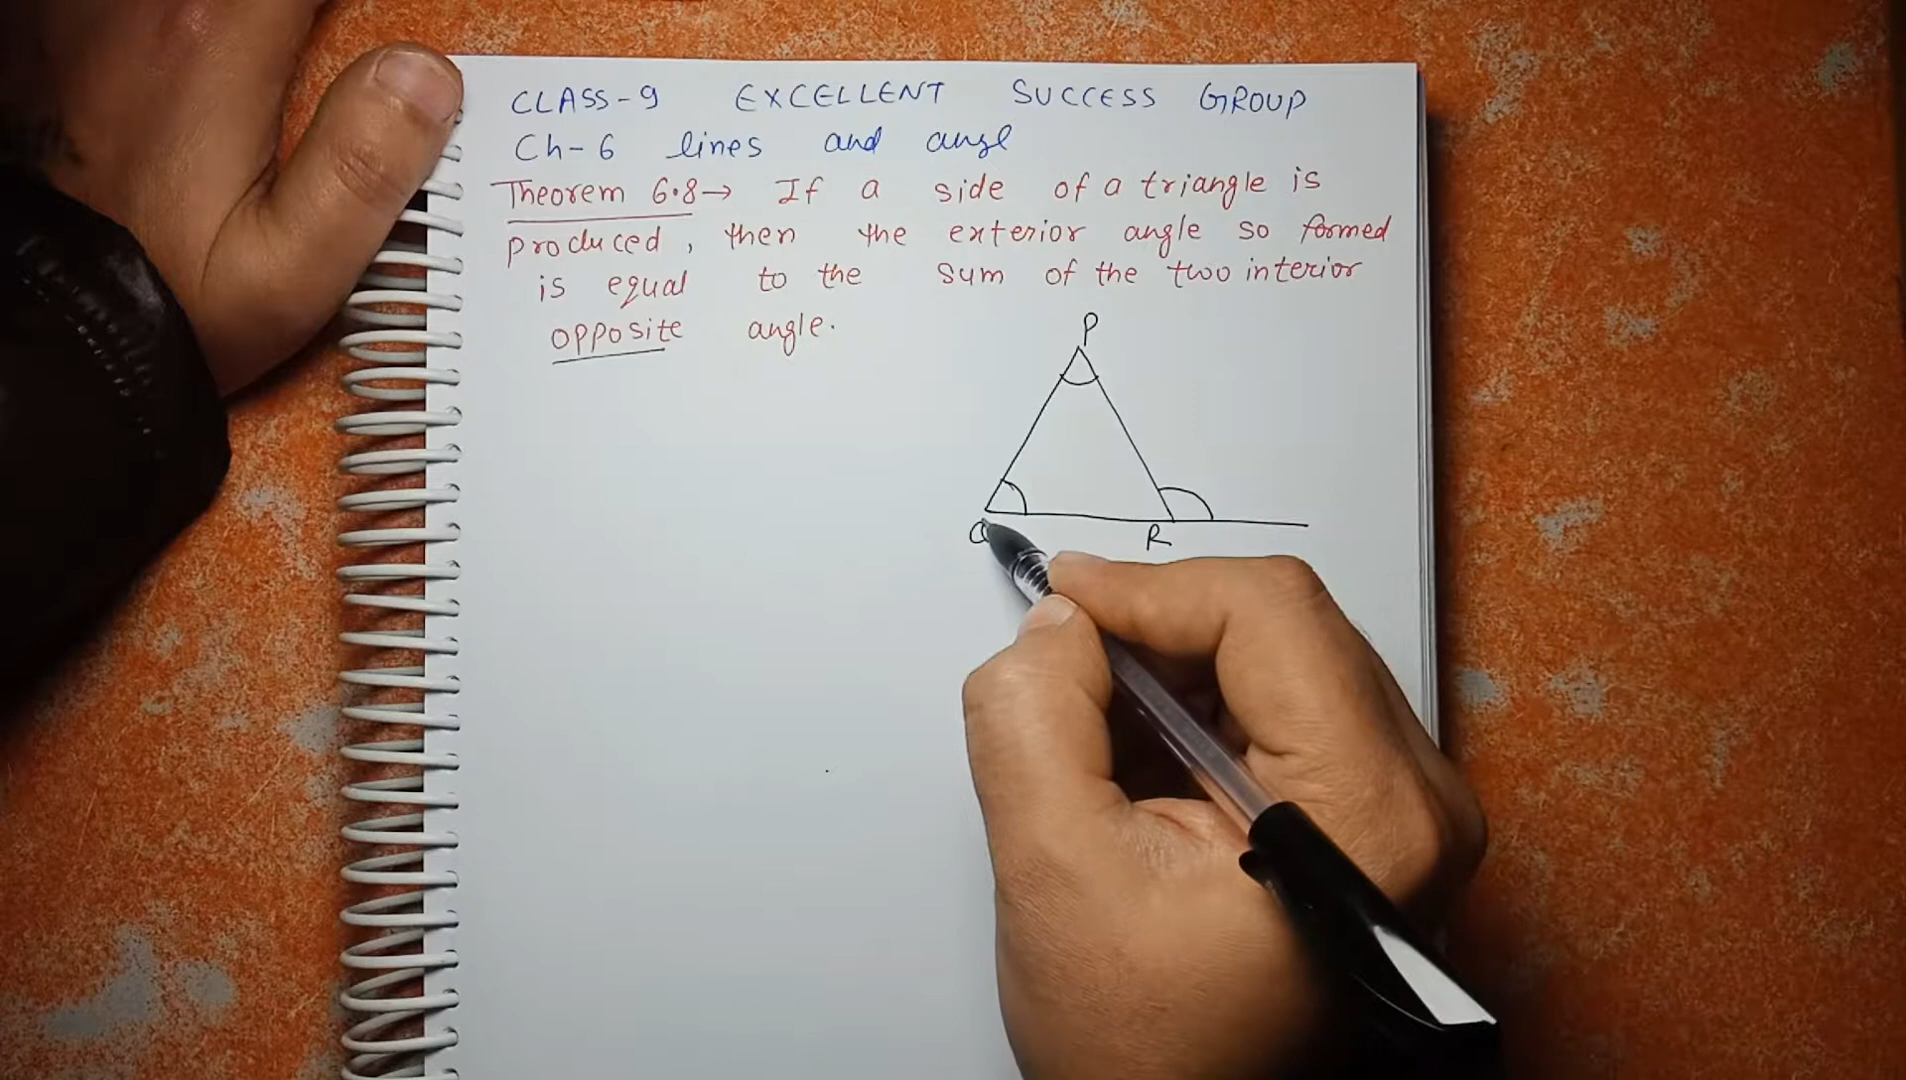 CLASS-9 EXCELLENT SUCCESS GROUP
Ch-6 lines and angl
Theorem 6.8→ If a side of a triangle is
produced, then the exterior angle so formed
is equal to the sum of the two interior
opposite angle.
P
Q R